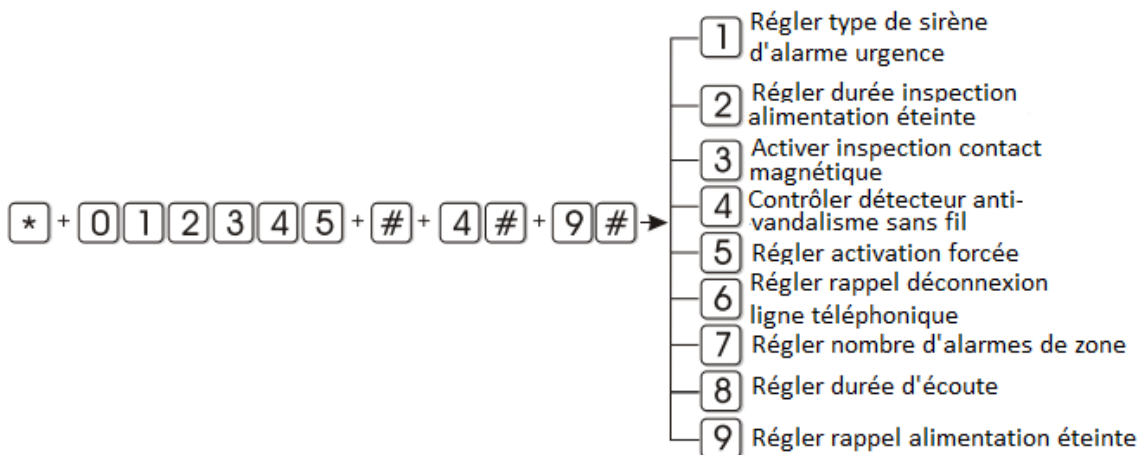 1 Régler type de sirène
d'alarme urgence
2 Régler durée inspection
alimentation éteinte
3 Activer inspection contact
magnétique
* + 0 1 2 3 4 5 + # + 4 # + 9 #
4 Contrôler détecteur anti-
vandalisme sans fil
5 Régler activation forcée
6 Régler rappel déconnexion
ligne téléphonique
7 Régler nombre d'alarmes de zone
8 Régler durée d'écoute
9 Régler rappel alimentation éteinte